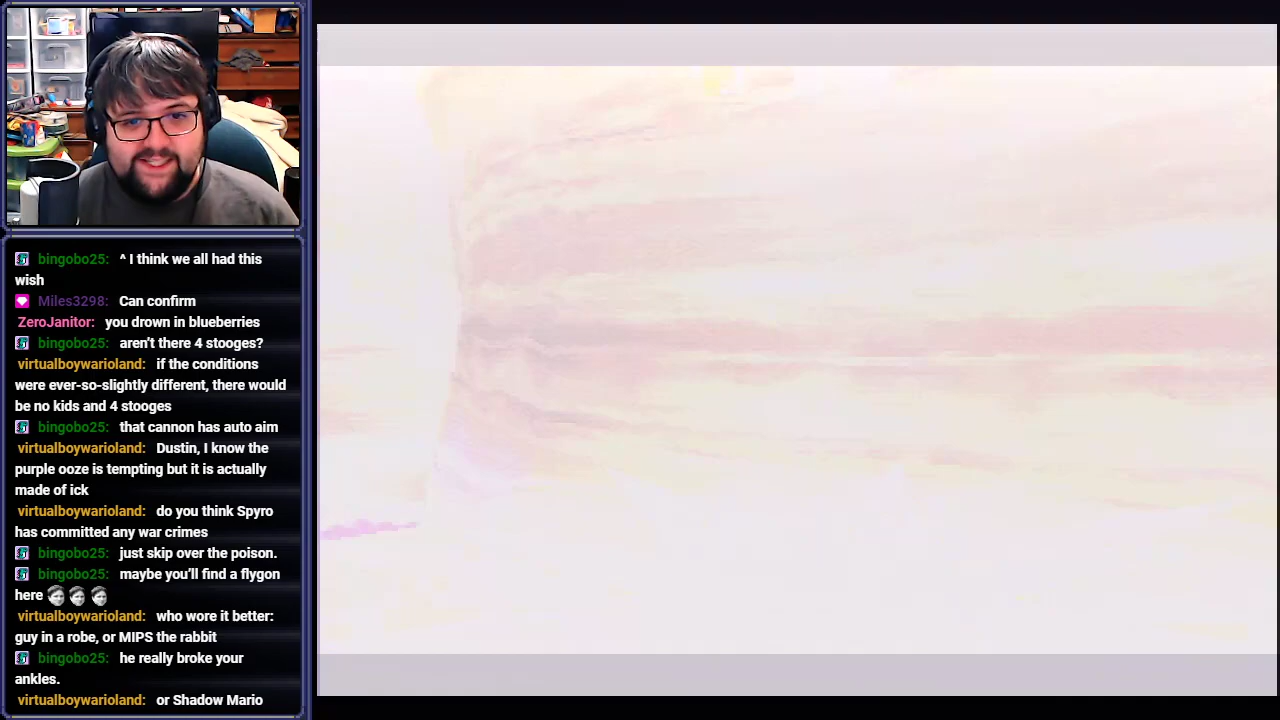 bingobo25: ^ I think we all had this
wish
Miles3298: Can confirm
ZeroJanitor: you drown in blueberries
bingobo25: aren't there 4 stooges?
virtualboywarioland: if the conditions
were ever-so-slightly different, there would
be no kids and 4 stooges
bingobo25: that cannon has auto aim
virtualboywarioland: Dustin, I know the
purple ooze is tempting but it is actually
made of ick
virtualboywarioland: do you think Spyro
has committed any war crimes
bingobo25: just skip over the poison.
bingobo25: maybe you'll find a flygon
here
virtualboywarioland: who wore it better:
guy in a robe, or MIPS the rabbit
bingobo25: he really broke your
ankles.
virtualboywarioland: or Shadow Mario